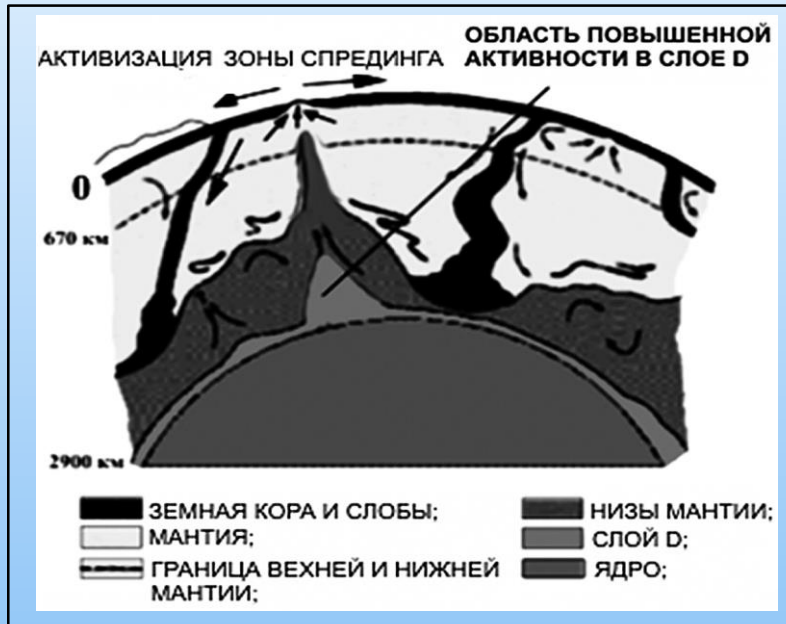 ОБЛАСТЬ ПОВЫШЕННОЙ
АКТИВНОСТИ В СЛОЕ D
АКТИВИЗАЦИЯ ЗОНЫ СПРЕДИНГА
0
670 км
2900 км
ЗЕМНАЯ КОРА И СЛОБЫ;
МАНТИЯ;
ГРАНИЦА ВЕХНЕЙ И НИЖНЕЙ
МАНТИИ;
НИЗЫ МАНТИИ;
СЛОЙ D;
ЯДРО;